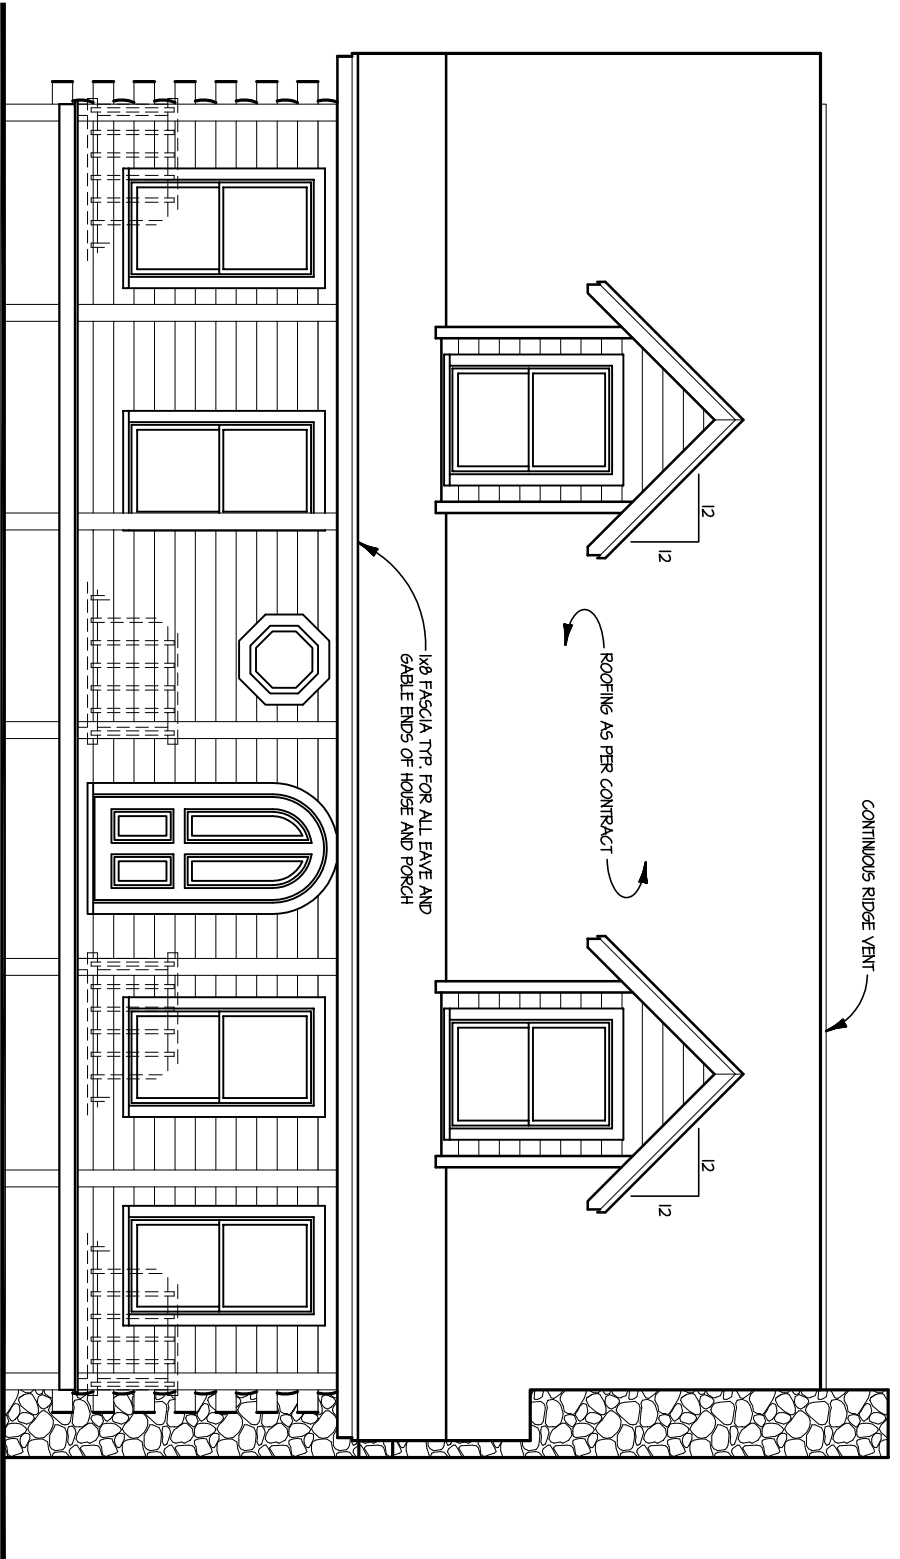 CONTINUOUS RIDGE VENT
12
12
12
12
ROOFING AS PER CONTRACT
1x8 FASCIA TYP. FOR ALL EAVE AND
GABLE ENDS OF HOUSE AND PORCH